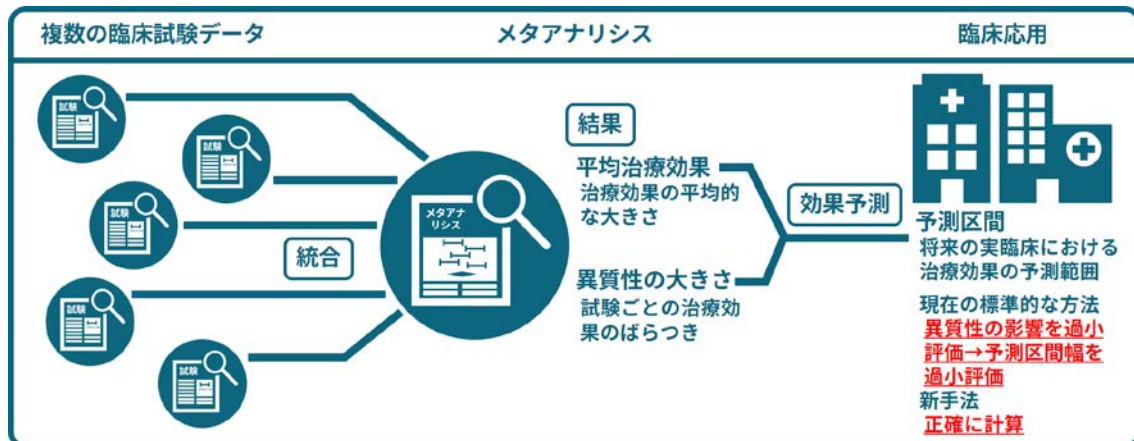 複数の臨床試験データ
メタアナリシス
臨床応用
試験
試験
試験
試験
試験
統合
メタアナ
リシス
結果
平均治療効果
治療効果の平均的
な大きさ
異質性の大きさ
試験ごとの治療効
果のばらつき
効果予測
予測区間
将来の実臨床における
治療効果の予測範囲
現在の標準的な方法
異質性の影響を過小
評価→予測区間幅を
過小評価
新手法
正確に計算